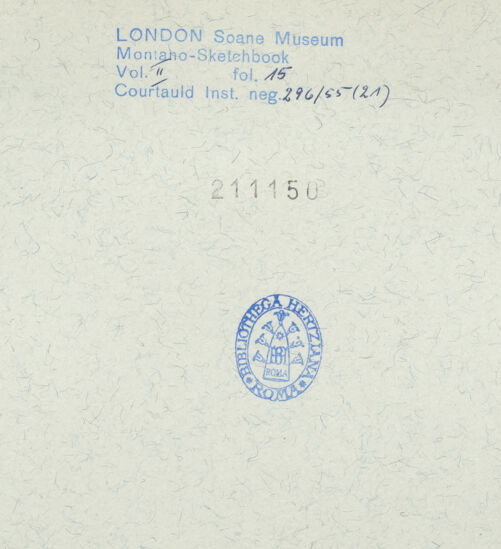 LONDON Soane Museum
Montano-Sketchbook
Vol. II fol. 15
Courtauld Inst. neg. 296/55 (21)
211150
BIBLIOTHECA HERTZIANA
ROMA
ROMA